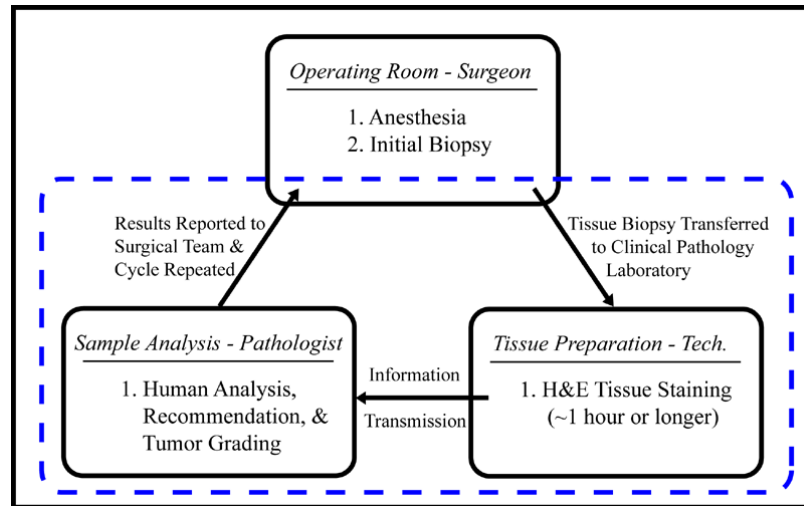 Operating Room - Surgeon
1. Anesthesia
2. Initial Biopsy
Results Reported to
Surgical Team &
Cycle Repeated
Tissue Biopsy Transferred
to Clinical Pathology
Laboratory
Sample Analysis - Pathologist
1. Human Analysis,
Recommendation, &
Tumor Grading
Information
Transmission
Tissue Preparation - Tech.
1. H&E Tissue Staining
(~1 hour or longer)